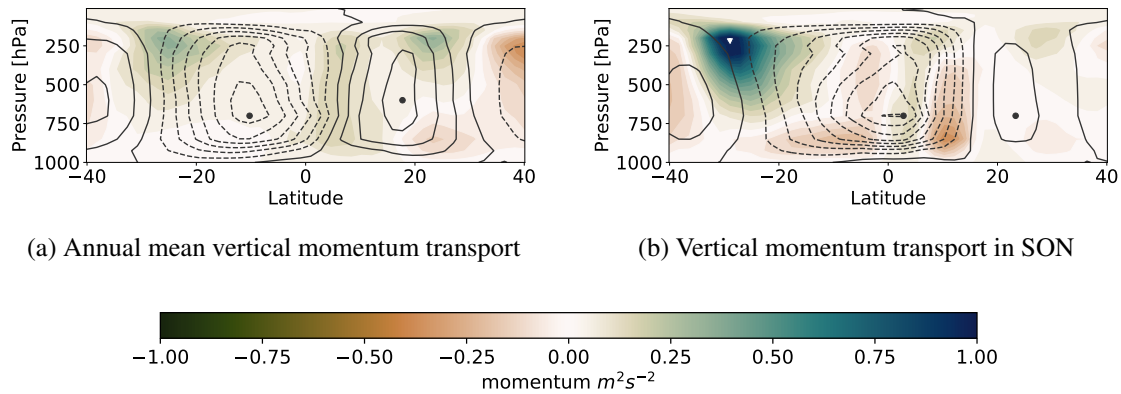 Pressure [hPa]
250
500
750
1000
−40
−20
0
20
40
Latitude
Pressure [hPa]
250
500
750
1000
−40
−20
0
20
40
Latitude
(a) Annual mean vertical momentum transport
(b) Vertical momentum transport in SON
−1.00 −0.75 −0.50 −0.25 0.00 0.25 0.50 0.75 1.00
momentum m²s⁻²